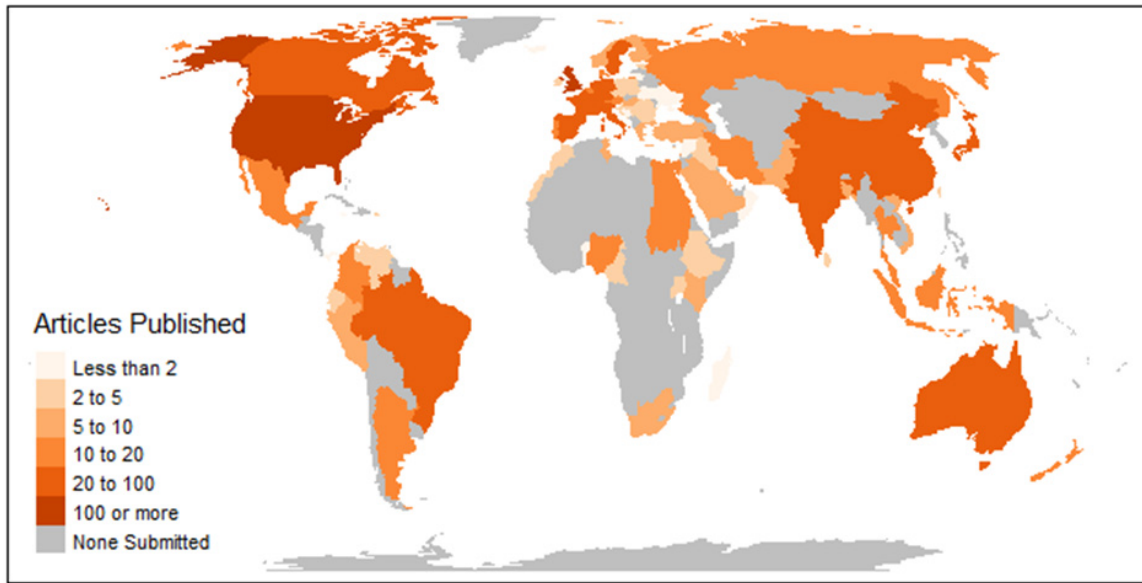 Articles Published
Less than 2
2 to 5
5 to 10
10 to 20
20 to 100
100 or more
None Submitted